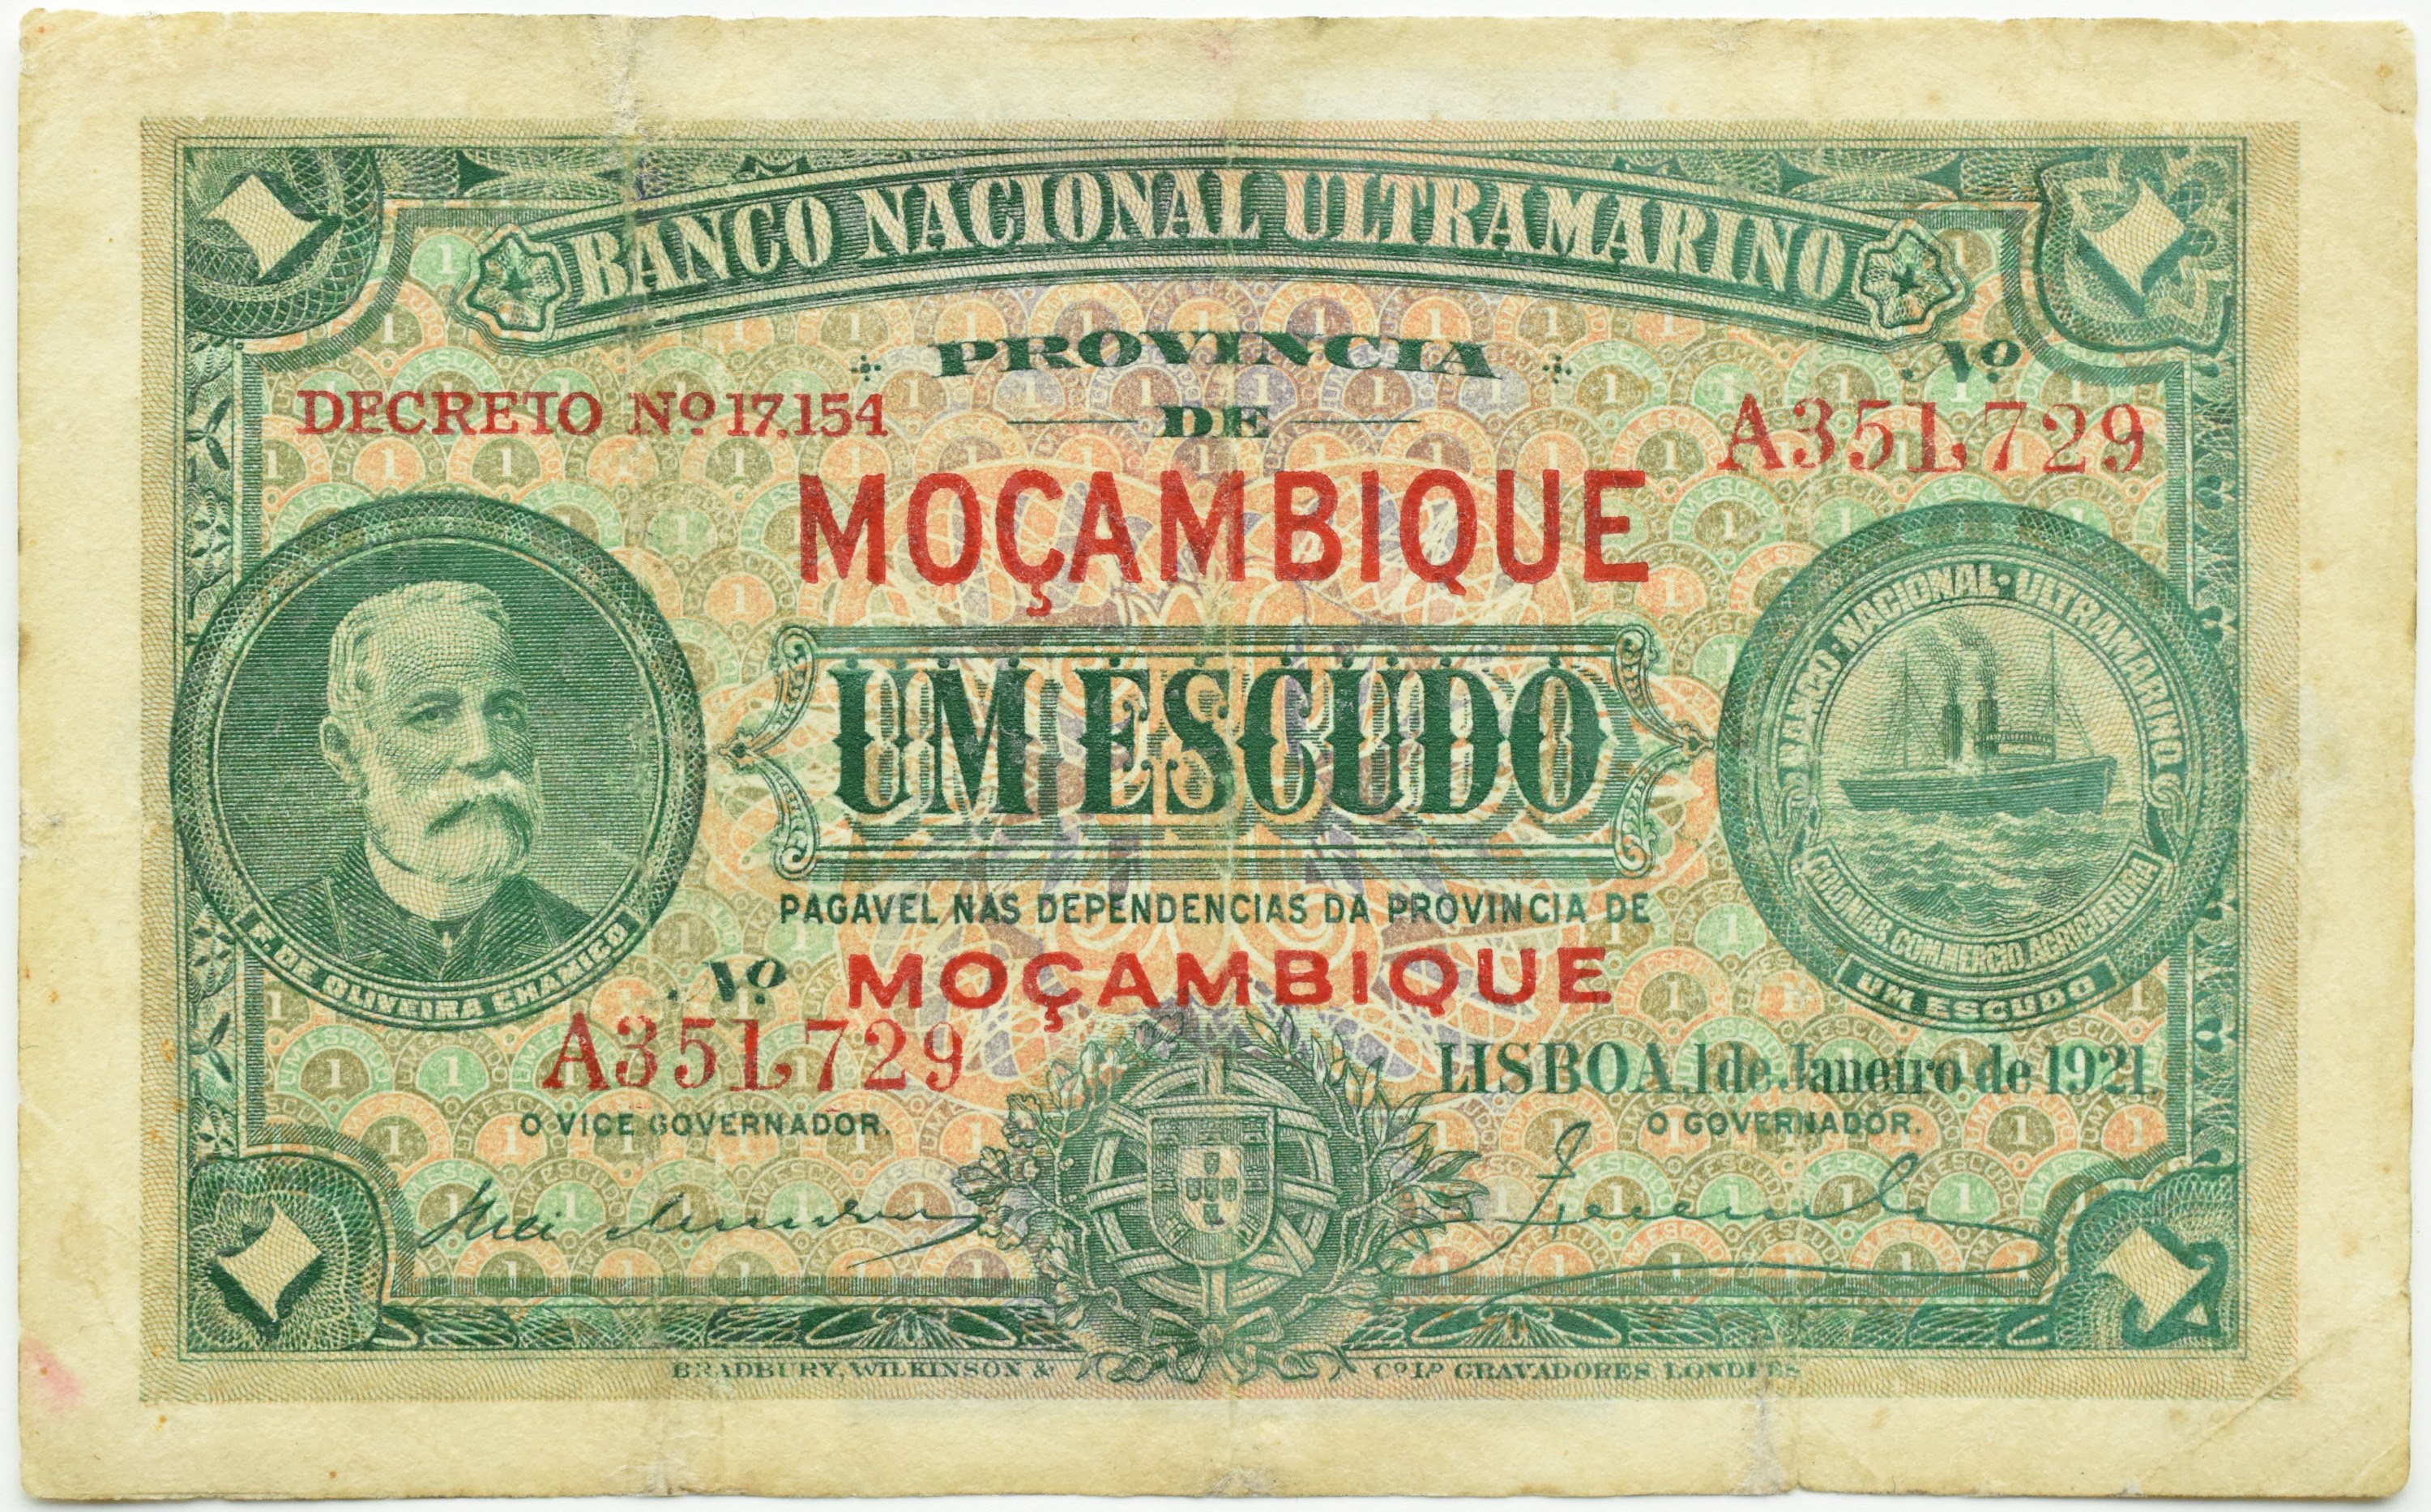 BANCO NACIONAL ULTRAMARINO
PROVINCIA
DE
Nº
DECRETO Nº 17.154
A351,729
MOÇAMBIQUE
UM ESCUDO
BANCO NACIONAL ULTRAMARINO
COLONIAS, COMMERCIO, AGRICULTURA
UM ESCUDO
PAGAVEL NAS DEPENDENCIAS DA PROVINCIA DE
MOÇAMBIQUE
F. DE OLIVEIRA CHAMIÇO
Nº
A351,729
LISBOA, 1 de Janeiro de 1921
O VICE GOVERNADOR.
O GOVERNADOR.
BRADBURY, WILKINSON & Cº Lº GRAVADORES LONDRES